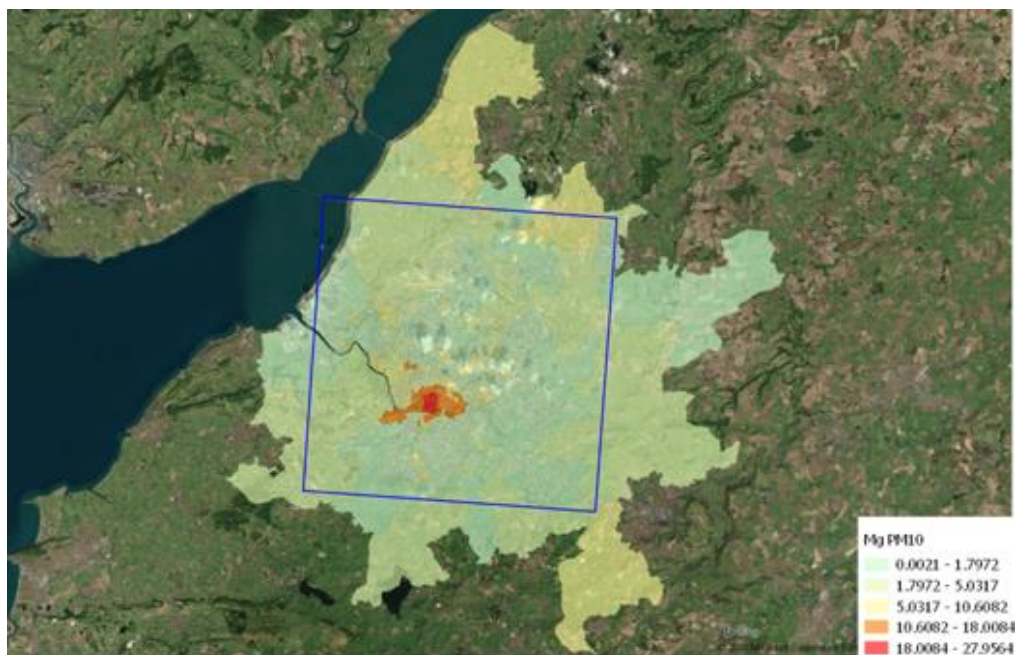 Mg PM10
0.0021 - 1.7972
1.7972 - 5.0317
5.0317 - 10.6082
10.6082 - 18.0084
18.0084 - 27.9564